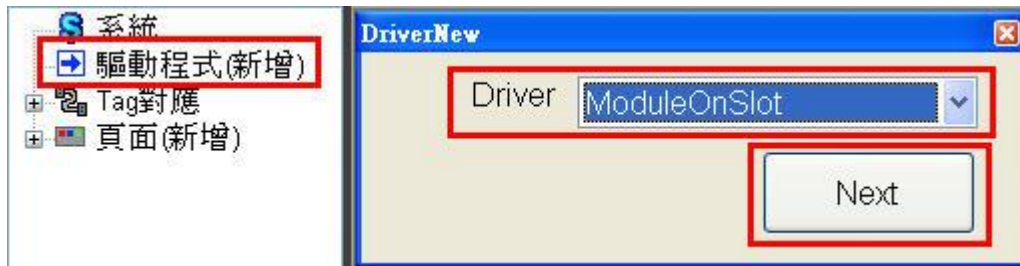 系統
驅動程式(新增)
Tag對應
頁面(新增)
DriverNew
Driver
ModuleOnSlot
Next